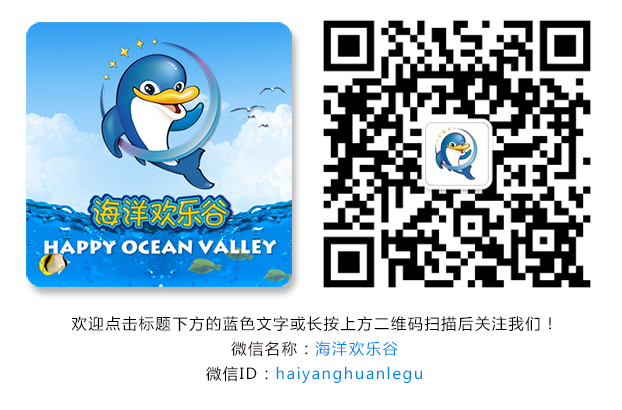 海洋欢乐谷
HAPPY OCEAN VALLEY
欢迎点击标题下方的蓝色文字或长按上方二维码扫描后关注我们！
微信名称：海洋欢乐谷
微信ID：haiyanghuanlegu